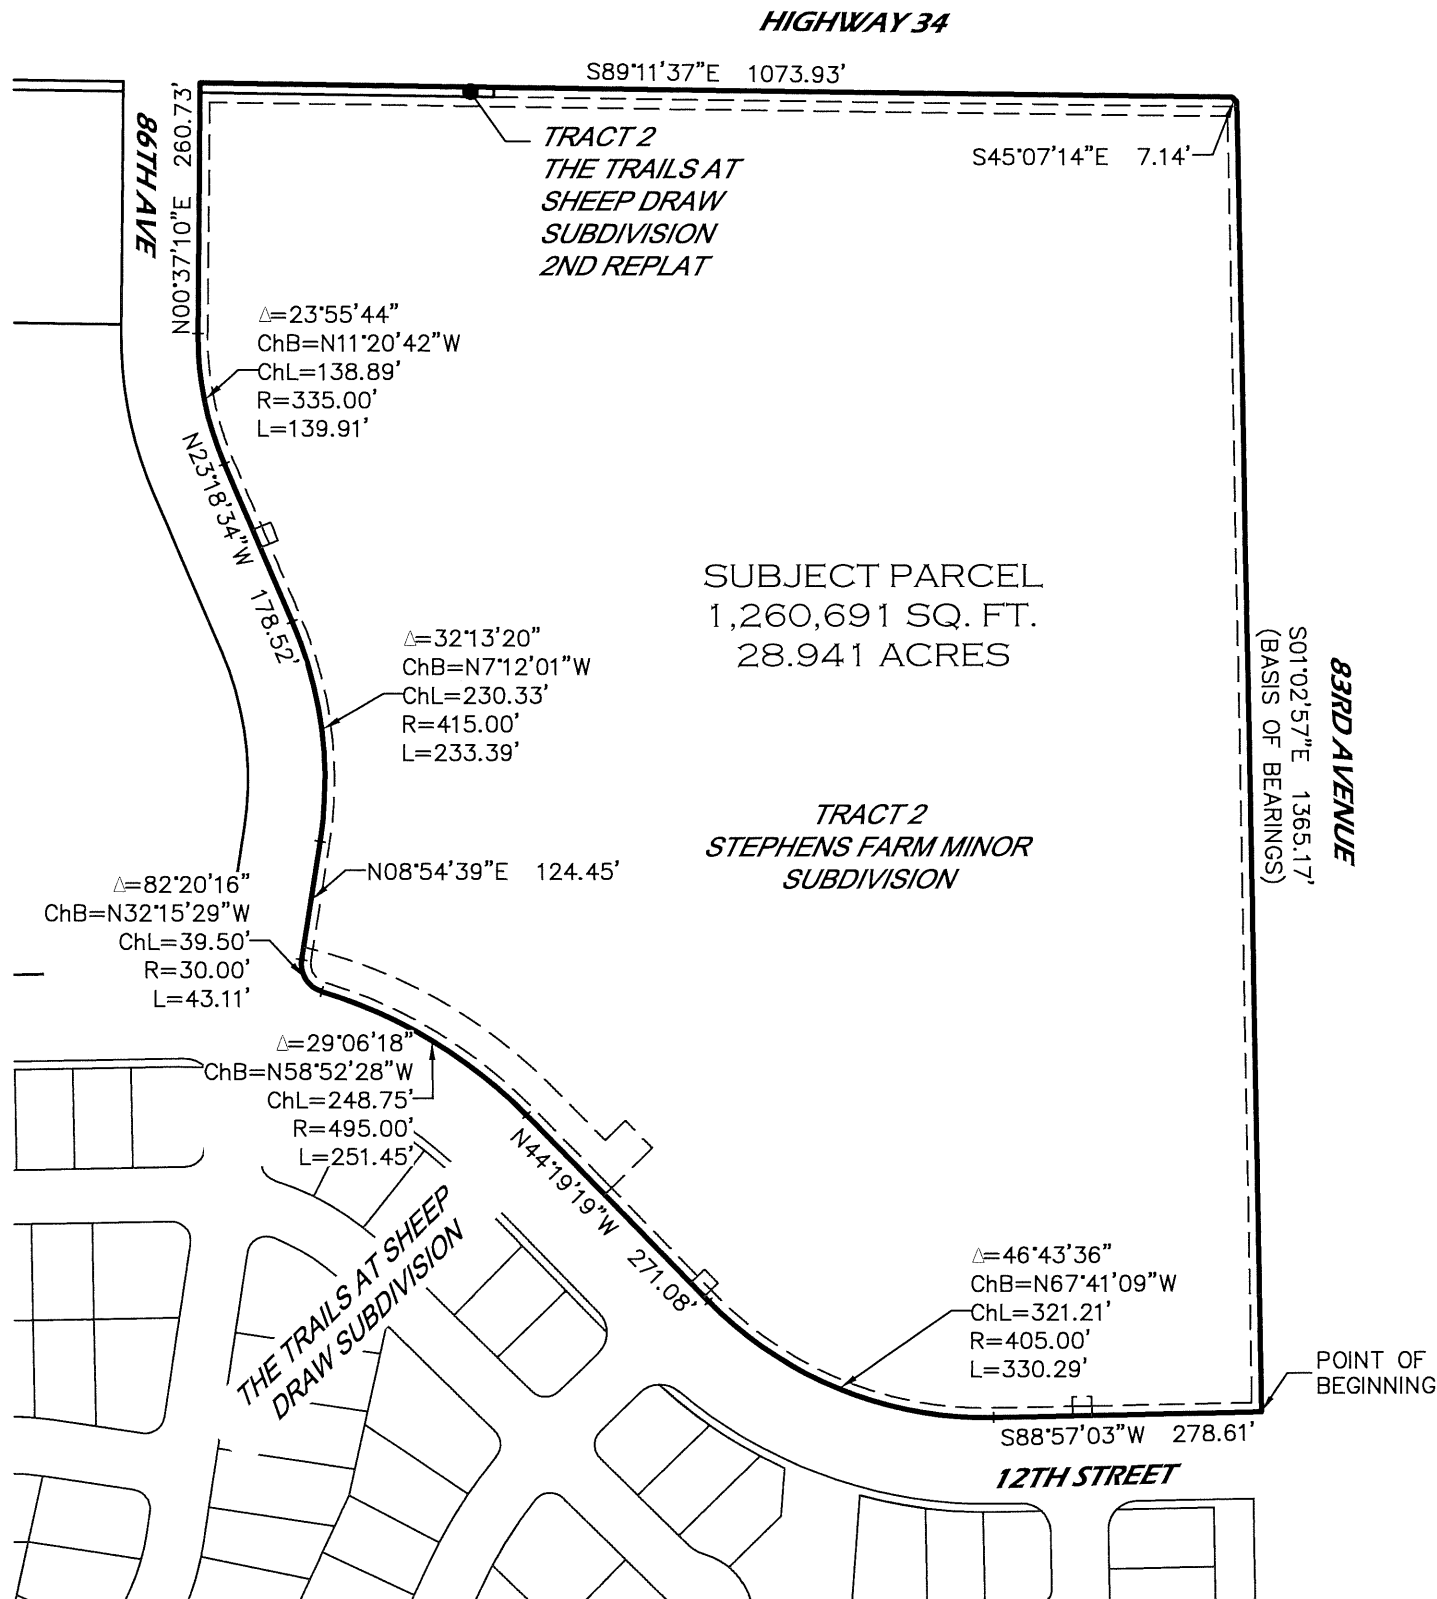 HIGHWAY 34
S89°11'37"E 1073.93'
86TH AVE
N00°37'10"E 260.73'
TRACT 2
THE TRAILS AT
SHEEP DRAW
SUBDIVISION
2ND REPLAT
S45°07'14"E 7.14'
Δ=23°55'44"
ChB=N11°20'42"W
ChL=138.89'
R=335.00'
L=139.91'
N23°18'34"W 178.52'
SUBJECT PARCEL
1,260,691 SQ. FT.
28.941 ACRES
Δ=32°13'20"
ChB=N7°12'01"W
ChL=230.33'
R=415.00'
L=233.39'
S01°02'57"E 1365.17'
(BASIS OF BEARINGS)
83RD AVENUE
TRACT 2
STEPHENS FARM MINOR
SUBDIVISION
N08°54'39"E 124.45'
Δ=82°20'16"
ChB=N32°15'29"W
ChL=39.50'
R=30.00'
L=43.11'
Δ=29°06'18"
ChB=N58°52'28"W
ChL=248.75'
R=495.00'
L=251.45'
N44°19'19"W 271.08'
THE TRAILS AT SHEEP
DRAW SUBDIVISION
Δ=46°43'36"
ChB=N67°41'09"W
ChL=321.21'
R=405.00'
L=330.29'
POINT OF
BEGINNING
S88°57'03"W 278.61'
12TH STREET